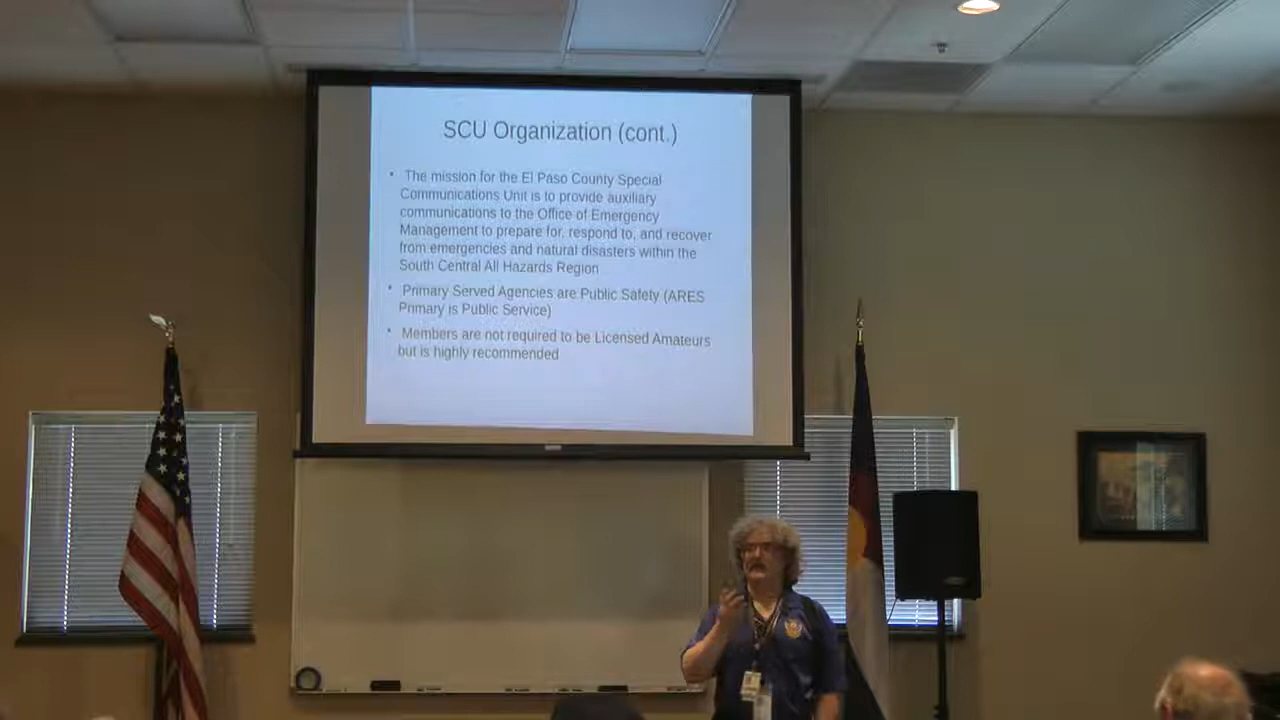 SCU Organization (cont.)
• The mission for the El Paso County Special
Communications Unit is to provide auxiliary
communications to the Office of Emergency
Management to prepare for, respond to, and recover
from emergencies and natural disasters within the
South Central All Hazards Region
• Primary Served Agencies are Public Safety (ARES
Primary is Public Service)
• Members are not required to be Licensed Amateurs
but is highly recommended